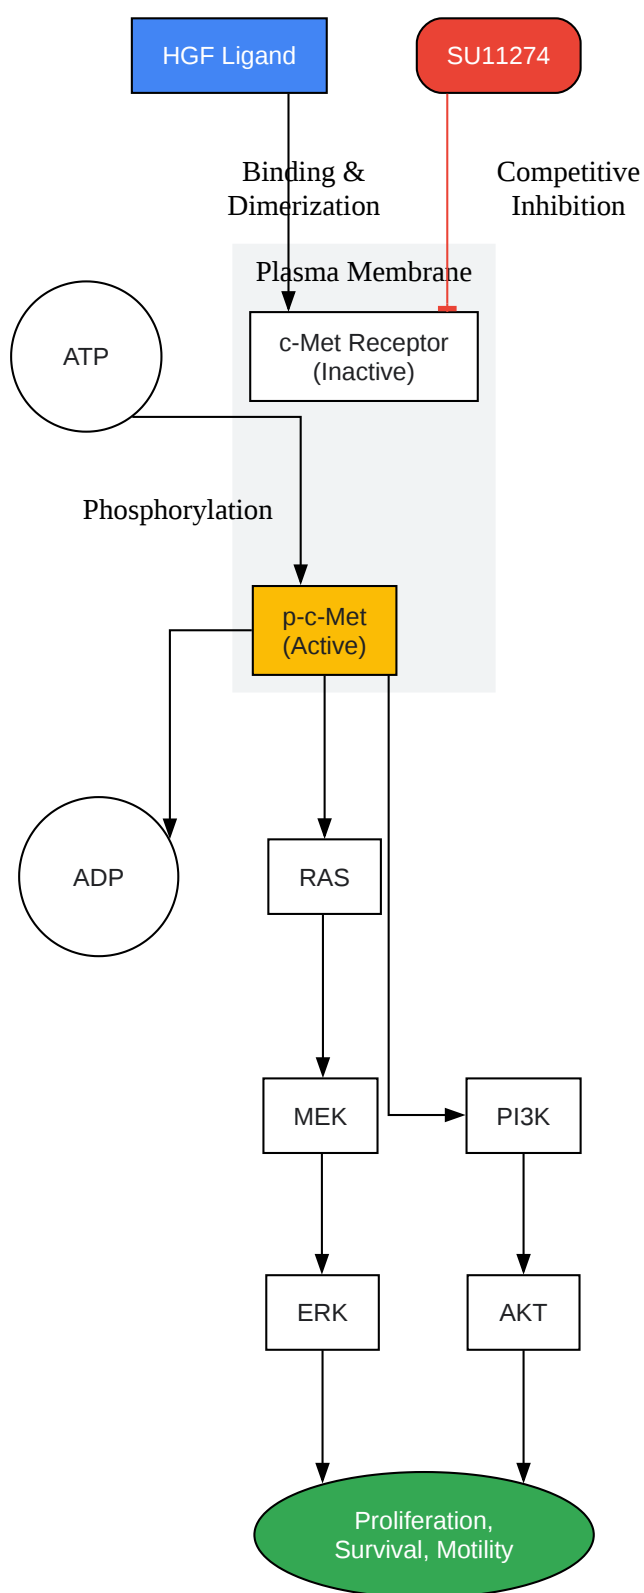 HGF Ligand
SU11274
Binding &
Dimerization
Competitive
Inhibition
Plasma Membrane
c-Met Receptor
(Inactive)
ATP
Phosphorylation
p-c-Met
(Active)
ADP
RAS
MEK
PI3K
ERK
AKT
Proliferation,
Survival, Motility